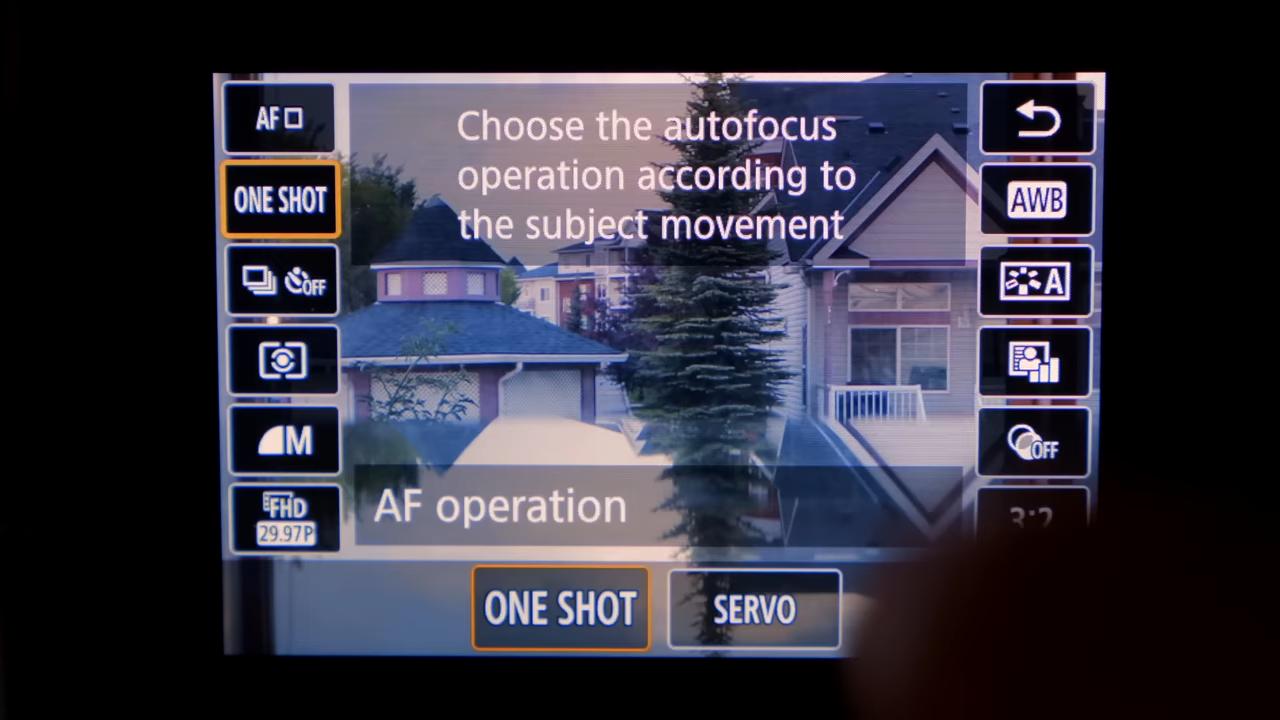 AF
ONE SHOT
OFF
M
FHD
29.97P
Choose the autofocus
operation according to
the subject movement
AF operation
ONE SHOT
SERVO
AWB
A
OFF
3:2